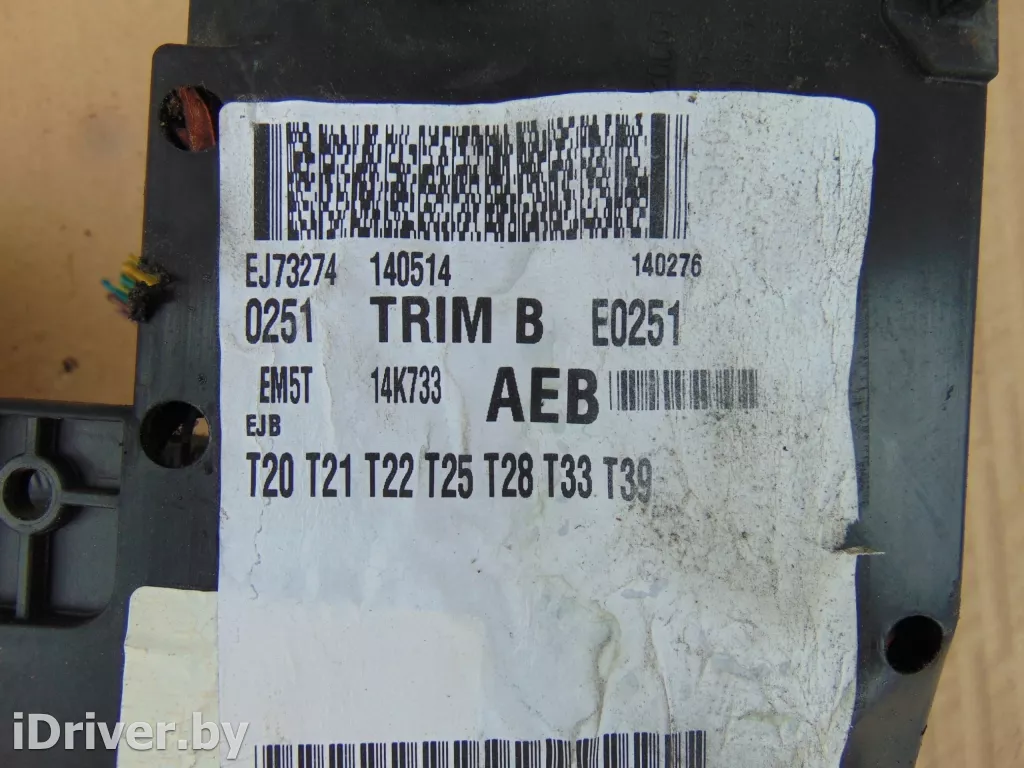 EJ73274 140514 140276
0251 TRIM B E0251
EM5T 14K733 AEB
EJB
T20 T21 T22 T25 T28 T33 T39
iDriver.by